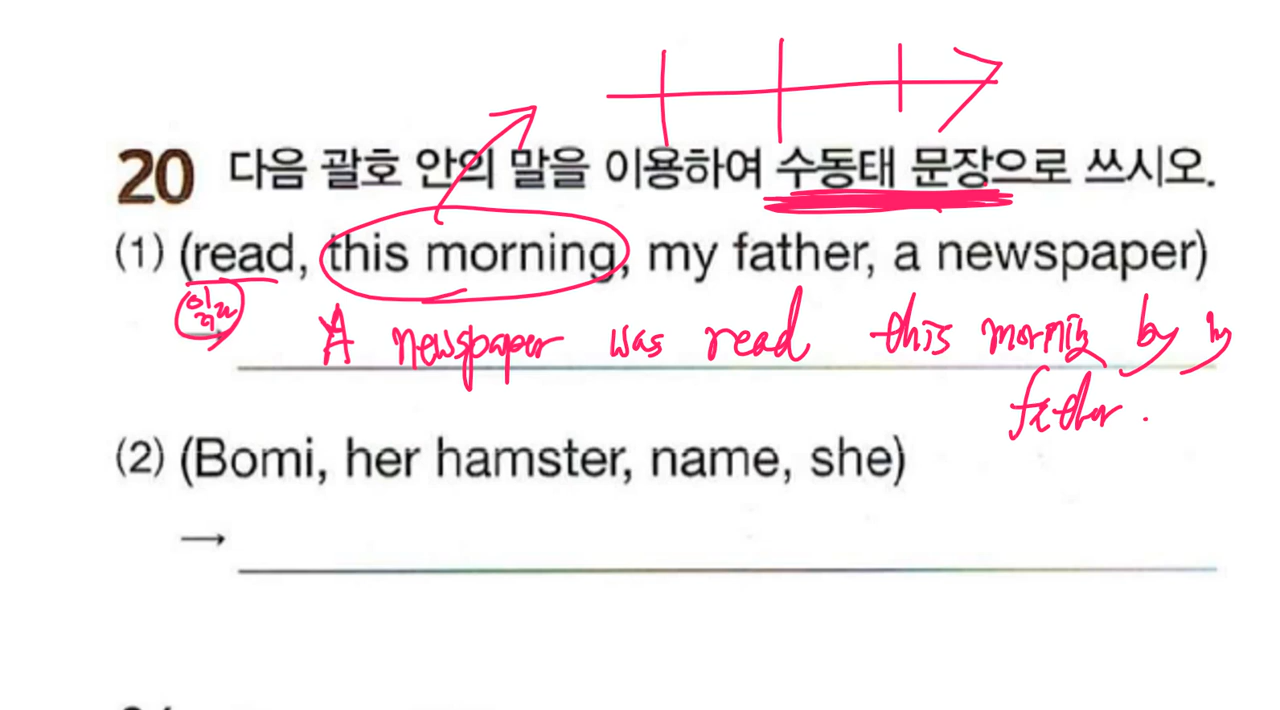 20 다음 괄호 안의 말을 이용하여 수동태 문장으로 쓰시오.
(1) (read, this morning, my father, a newspaper)
→ A newspaper was read this morning by my
father.
(2) (Bomi, her hamster, name, she)
→